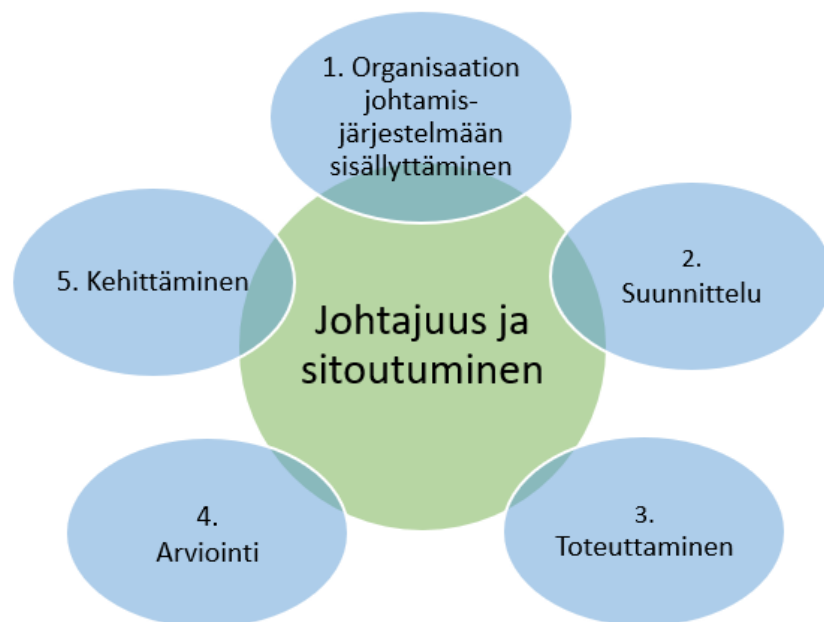 1. Organisaation
johtamis-
järjestelmään
sisällyttäminen
2.
Suunnittelu
3.
Toteuttaminen
4.
Arviointi
5. Kehittäminen
Johtajuus ja
sitoutuminen